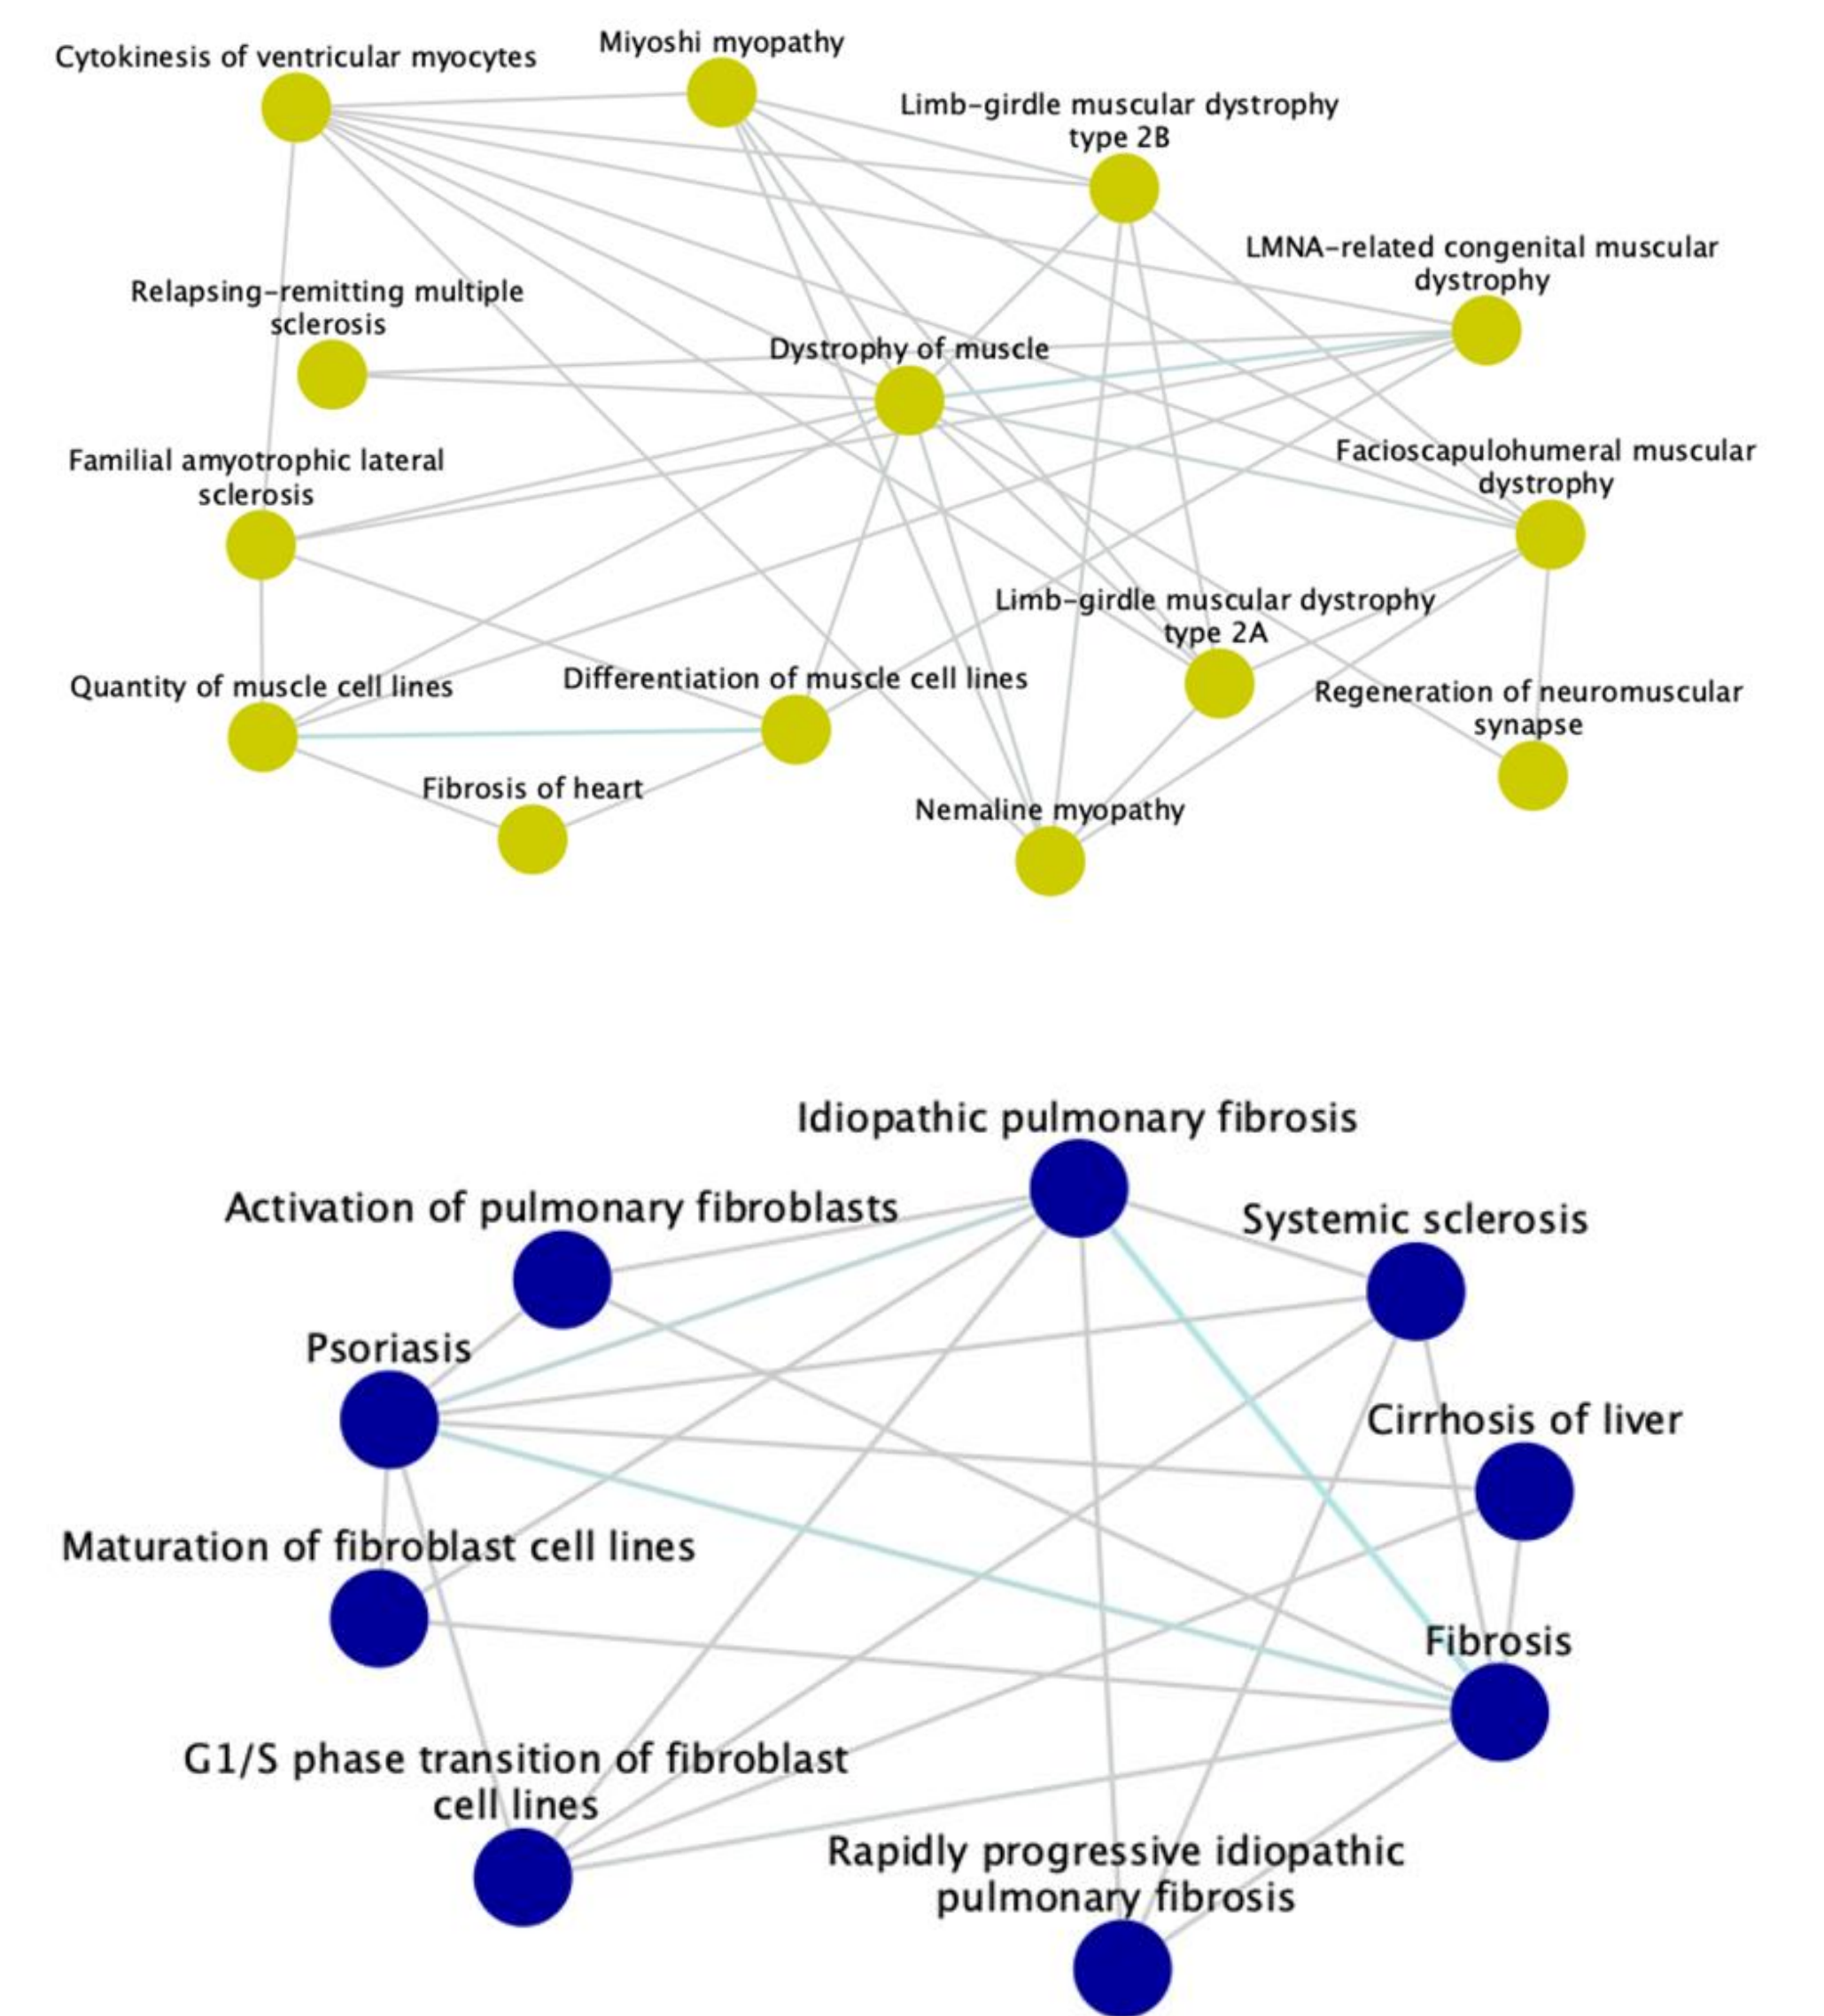 Cytokinesis of ventricular myocytes
Miyoshi myopathy
Limb-girdle muscular dystrophy
type 2B
LMNA-related congenital muscular
dystrophy
Relapsing-remitting multiple
sclerosis
Dystrophy of muscle
Familial amyotrophic lateral
sclerosis
Facioscapulohumeral muscular
dystrophy
Limb-girdle muscular dystrophy
type 2A
Quantity of muscle cell lines
Differentiation of muscle cell lines
Regeneration of neuromuscular
synapse
Fibrosis of heart
Nemaline myopathy
Idiopathic pulmonary fibrosis
Activation of pulmonary fibroblasts
Systemic sclerosis
Psoriasis
Cirrhosis of liver
Maturation of fibroblast cell lines
Fibrosis
G1/S phase transition of fibroblast
cell lines
Rapidly progressive idiopathic
pulmonary fibrosis